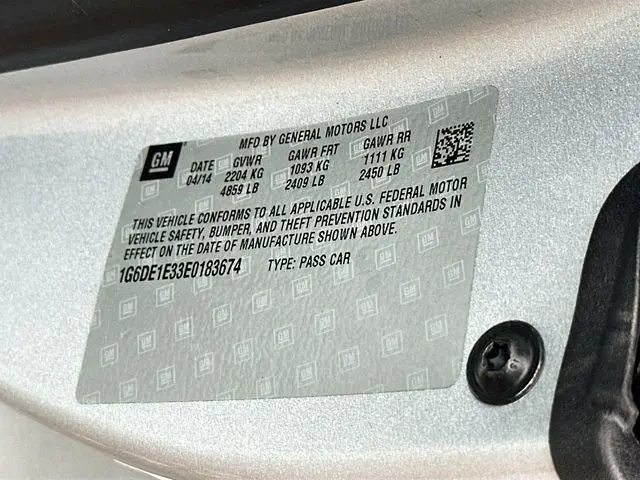 MFD BY GENERAL MOTORS LLC
GM
DATE GVWR GAWR FRT GAWR RR
04/14 2204 KG 1093 KG 1111 KG
4859 LB 2409 LB 2450 LB
THIS VEHICLE CONFORMS TO ALL APPLICABLE U.S. FEDERAL MOTOR
VEHICLE SAFETY, BUMPER, AND THEFT PREVENTION STANDARDS IN
EFFECT ON THE DATE OF MANUFACTURE SHOWN ABOVE.
1G6DE1E33E0183674 TYPE: PASS CAR